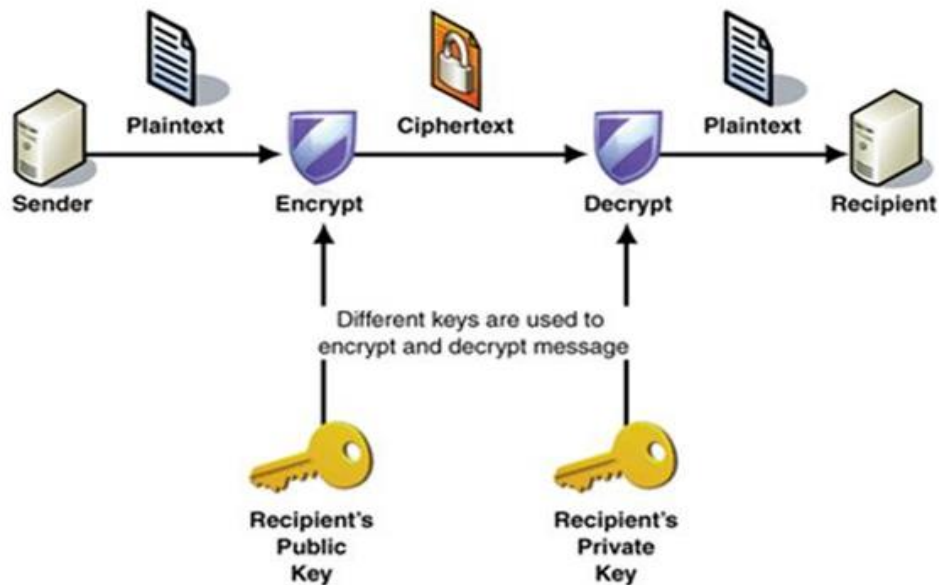 Plaintext
Ciphertext
Plaintext
Sender
Encrypt
Decrypt
Recipient
Different keys are used to
encrypt and decrypt message
Recipient's
Public
Key
Recipient's
Private
Key